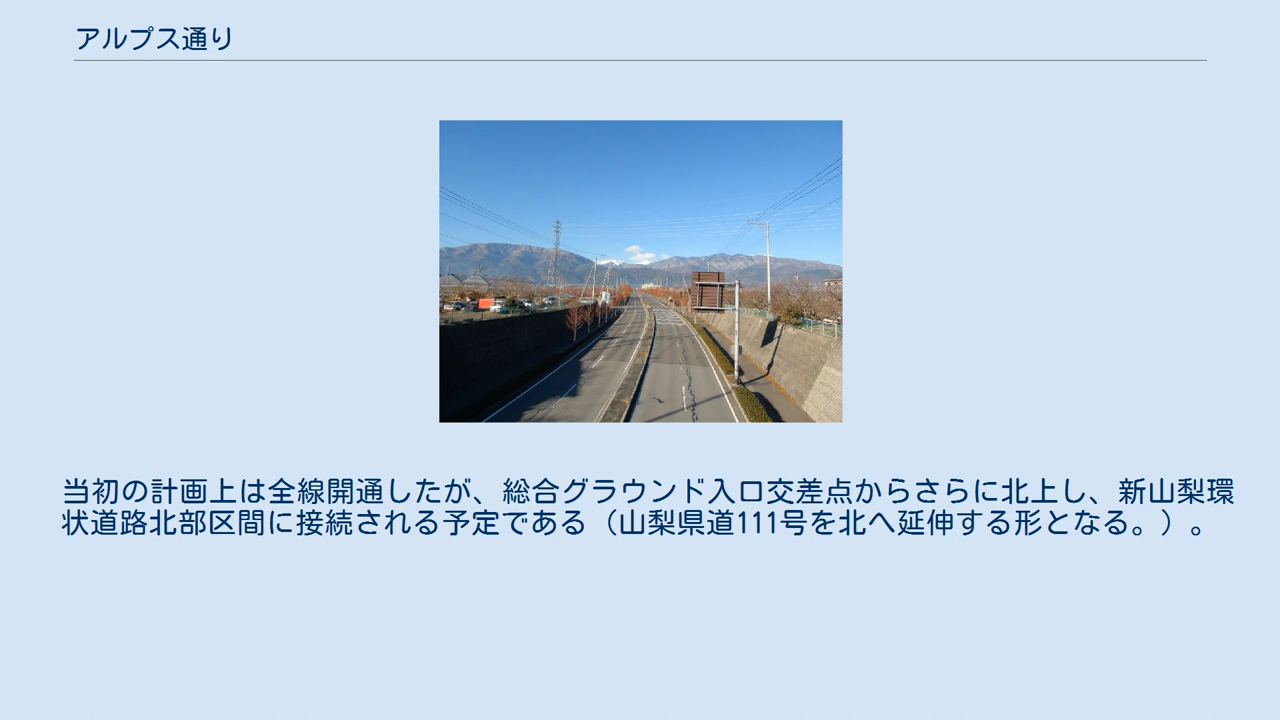 アルプス通り
当初の計画上は全線開通したが、総合グラウンド入口交差点からさらに北上し、新山梨環
状道路北部区間に接続される予定である（山梨県道111号を北へ延伸する形となる。）。